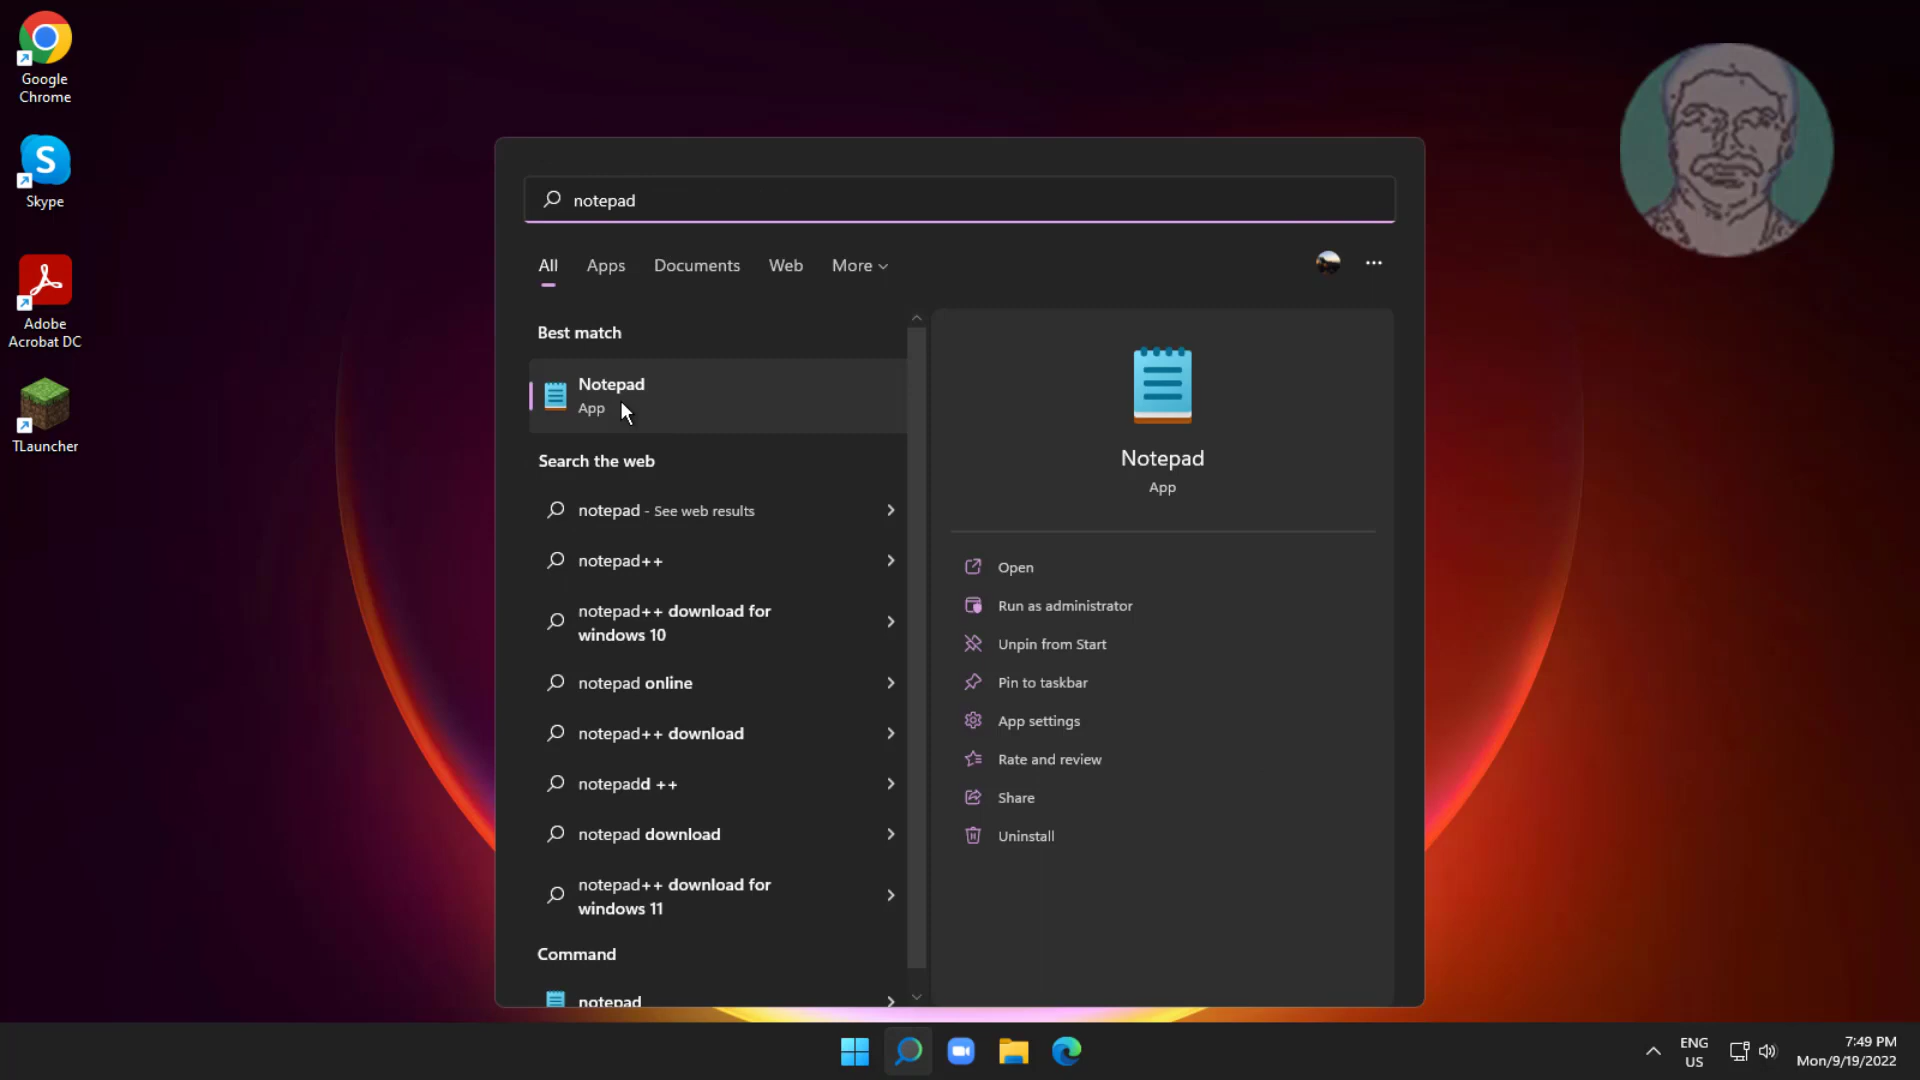 Google
Chrome
S
Skype
Adobe
Acrobat DC
TLauncher
notepad
All Apps Documents Web More
Best match
Notepad
App
Search the web
notepad - See web results
notepad++
notepad++ download for
windows 10
notepad online
notepad++ download
notepadd ++
notepad download
notepad++ download for
windows 11
Command
notepad
Notepad
App
Open
Run as administrator
Unpin from Start
Pin to taskbar
App settings
Rate and review
Share
Uninstall
ENG
US
7:49 PM
Mon/9/19/2022